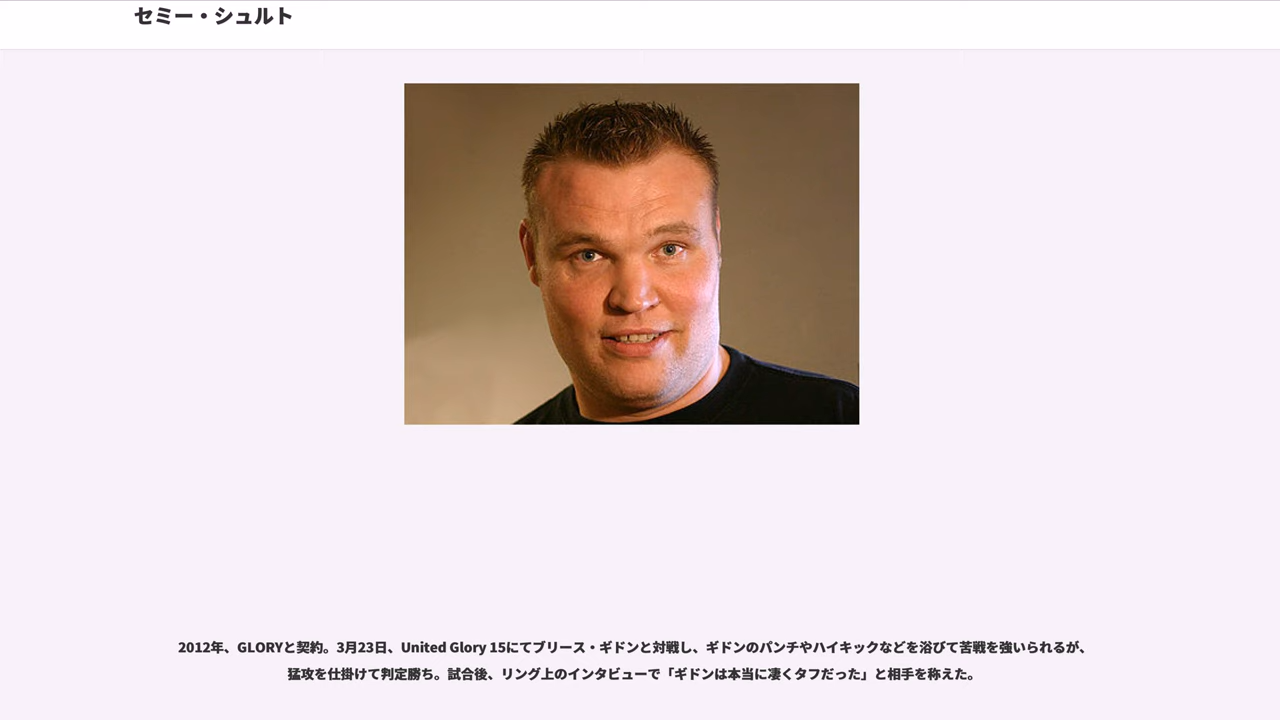 セミー・シュルト
2012年、GLORYと契約。3月23日、United Glory 15にてブリース・ギドンと対戦し、ギドンのパンチやハイキックなどを浴びて苦戦を強いられるが、
猛攻を仕掛けて判定勝ち。試合後、リング上のインタビューで「ギドンは本当に凄くタフだった」と相手を称えた。